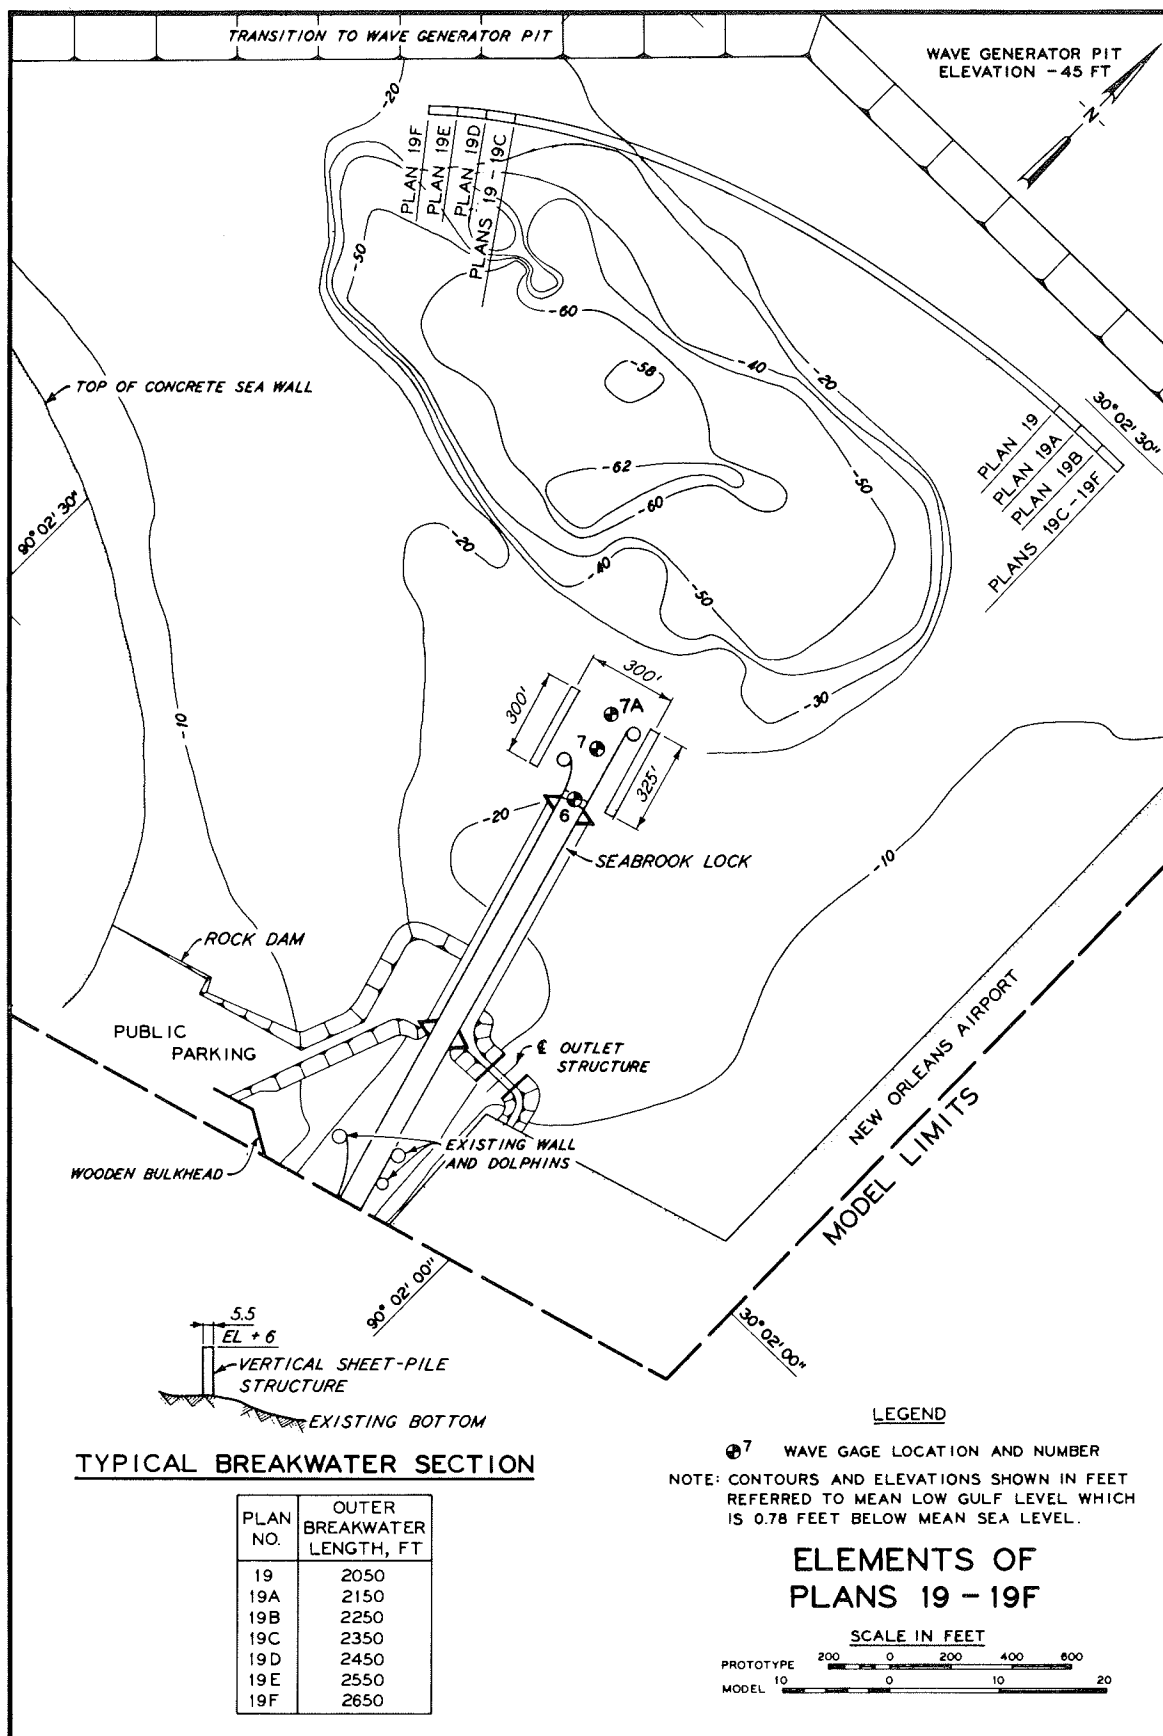 TRANSITION TO WAVE GENERATOR PIT
WAVE GENERATOR PIT
ELEVATION -45 FT
N
-20
PLAN 19F
PLAN 19E
PLAN 19D
PLANS 19 - 19C
-50
-60
-58
-40
-20
TOP OF CONCRETE SEA WALL
30° 02' 30"
PLAN 19
PLAN 19A
PLAN 19B
PLANS 19C - 19F
-62
-60
-50
90° 02' 30"
-20
-40
-50
-30
-10
300'
300'
7A
7
325'
6
-20
SEABROOK LOCK
-10
ROCK DAM
PUBLIC
PARKING
℄ OUTLET
STRUCTURE
NEW ORLEANS AIRPORT
MODEL LIMITS
EXISTING WALL
AND DOLPHINS
WOODEN BULKHEAD
90° 02' 00"
30° 02' 00"
5.5
EL + 6
VERTICAL SHEET-PILE
STRUCTURE
EXISTING BOTTOM
TYPICAL BREAKWATER SECTION
PLAN NO. OUTER BREAKWATER LENGTH, FT
19 2050
19A 2150
19B 2250
19C 2350
19D 2450
19E 2550
19F 2650
LEGEND
7 WAVE GAGE LOCATION AND NUMBER
NOTE: CONTOURS AND ELEVATIONS SHOWN IN FEET
REFERRED TO MEAN LOW GULF LEVEL WHICH
IS 0.78 FEET BELOW MEAN SEA LEVEL.
ELEMENTS OF
PLANS 19 - 19F
SCALE IN FEET
PROTOTYPE 200 0 200 400 600
MODEL 10 0 10 20